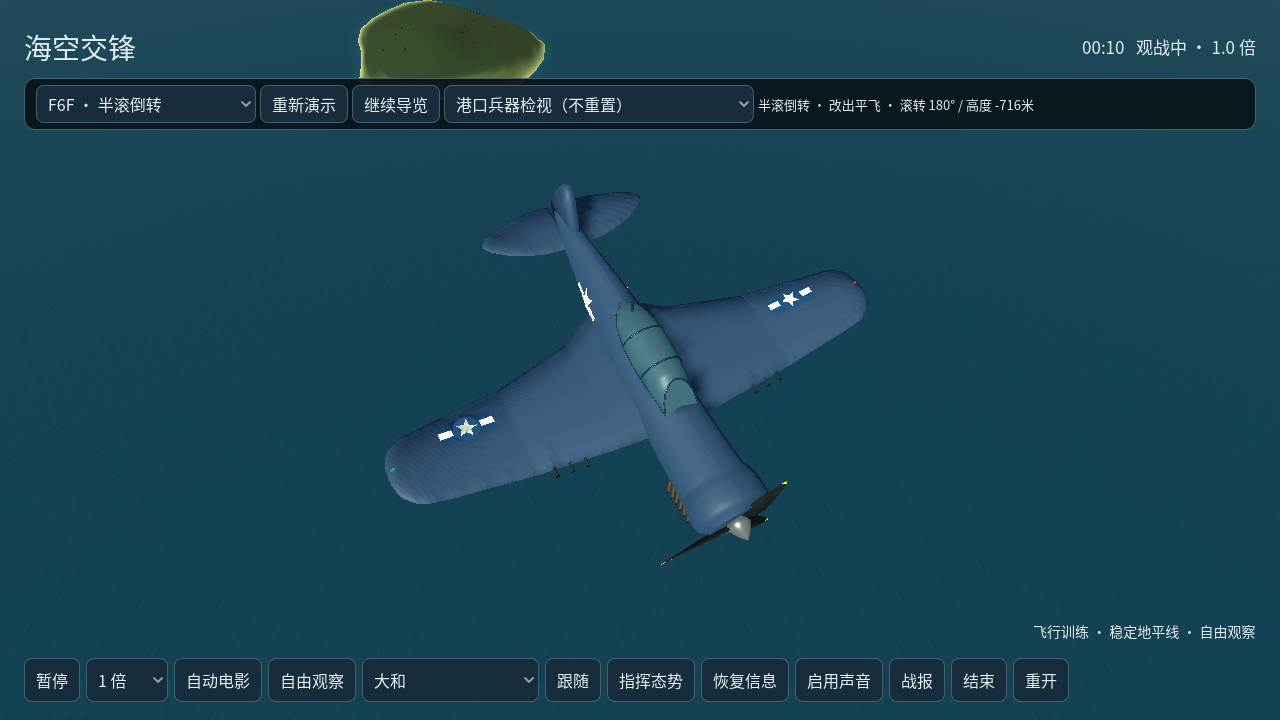 海空交锋
00:10 观战中 · 1.0 倍
F6F · 半滚倒转 重新演示 继续导览 港口兵器检视（不重置） 半滚倒转 · 改出平飞 · 滚转 180° / 高度 -716米
飞行训练 · 稳定地平线 · 自由观察
暂停 1 倍 自动电影 自由观察 大和 跟随 指挥态势 恢复信息 启用声音 战报 结束 重开